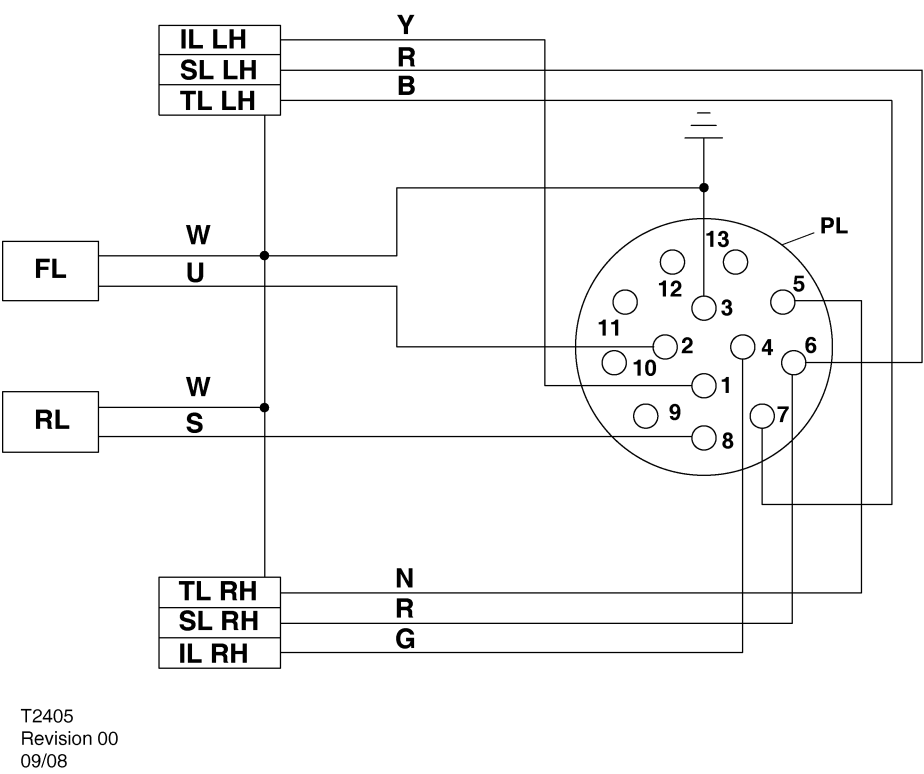 Y
IL LH
R
SL LH
B
TL LH
PL
W
13
FL
U
12
5
3
11
2
4
6
10
1
W
9
7
RL
S
8
N
TL RH
R
SL RH
G
IL RH
T2405
Revision 00
09/08